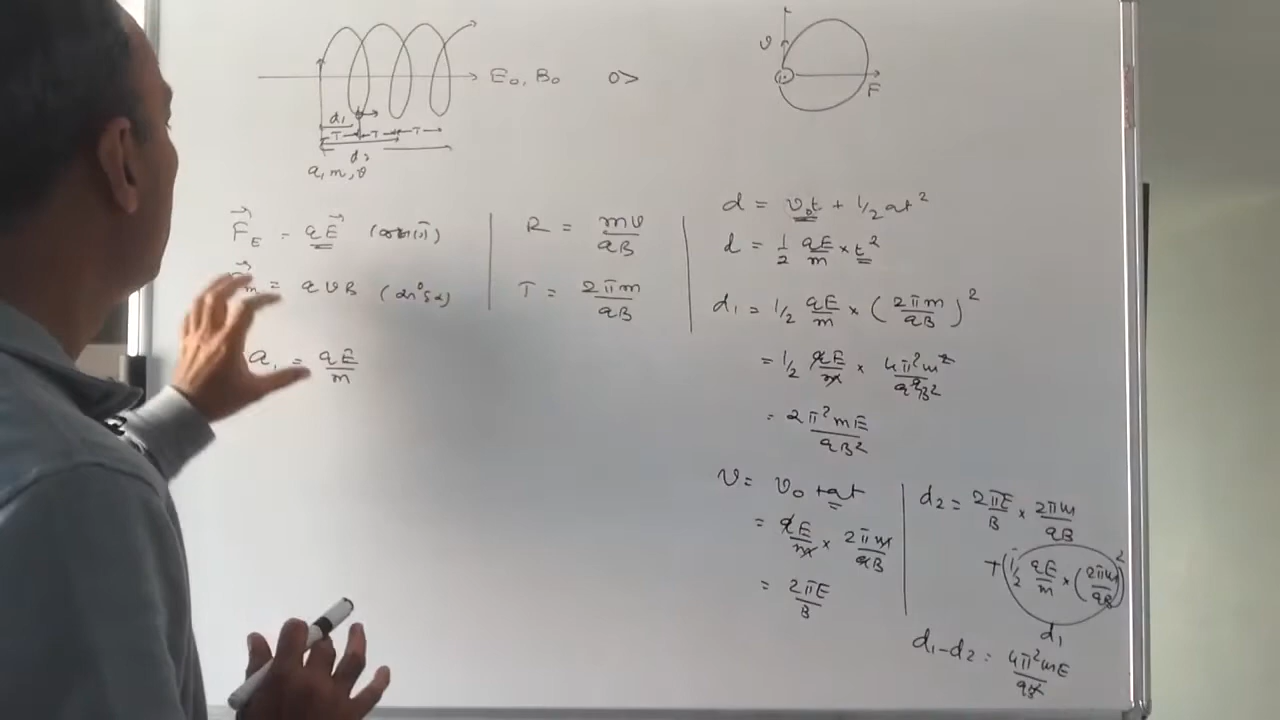 E₀, B₀
v
F
d₁
T T T
d₂
q, m, v
F_E = qE
= qvB
a₁ = qE/m
R = mv/qB
T = 2πm/qB
d = v₀t + 1/2 at²
d = 1/2 qE/m × t²
d₁ = 1/2 qE/m × (2πm/qB)²
= 1/2 qE/m × 4π²m²/q²B²
= 2π²mE/qB²
v = v₀ + at
= qE/m × 2πm/qB
= 2πE/B
d₂ = 2πE/B × 2πm/qB
+ (1/2 qE/m × (2πm/qB)²
d₁
d₁-d₂ = 4π²mE/